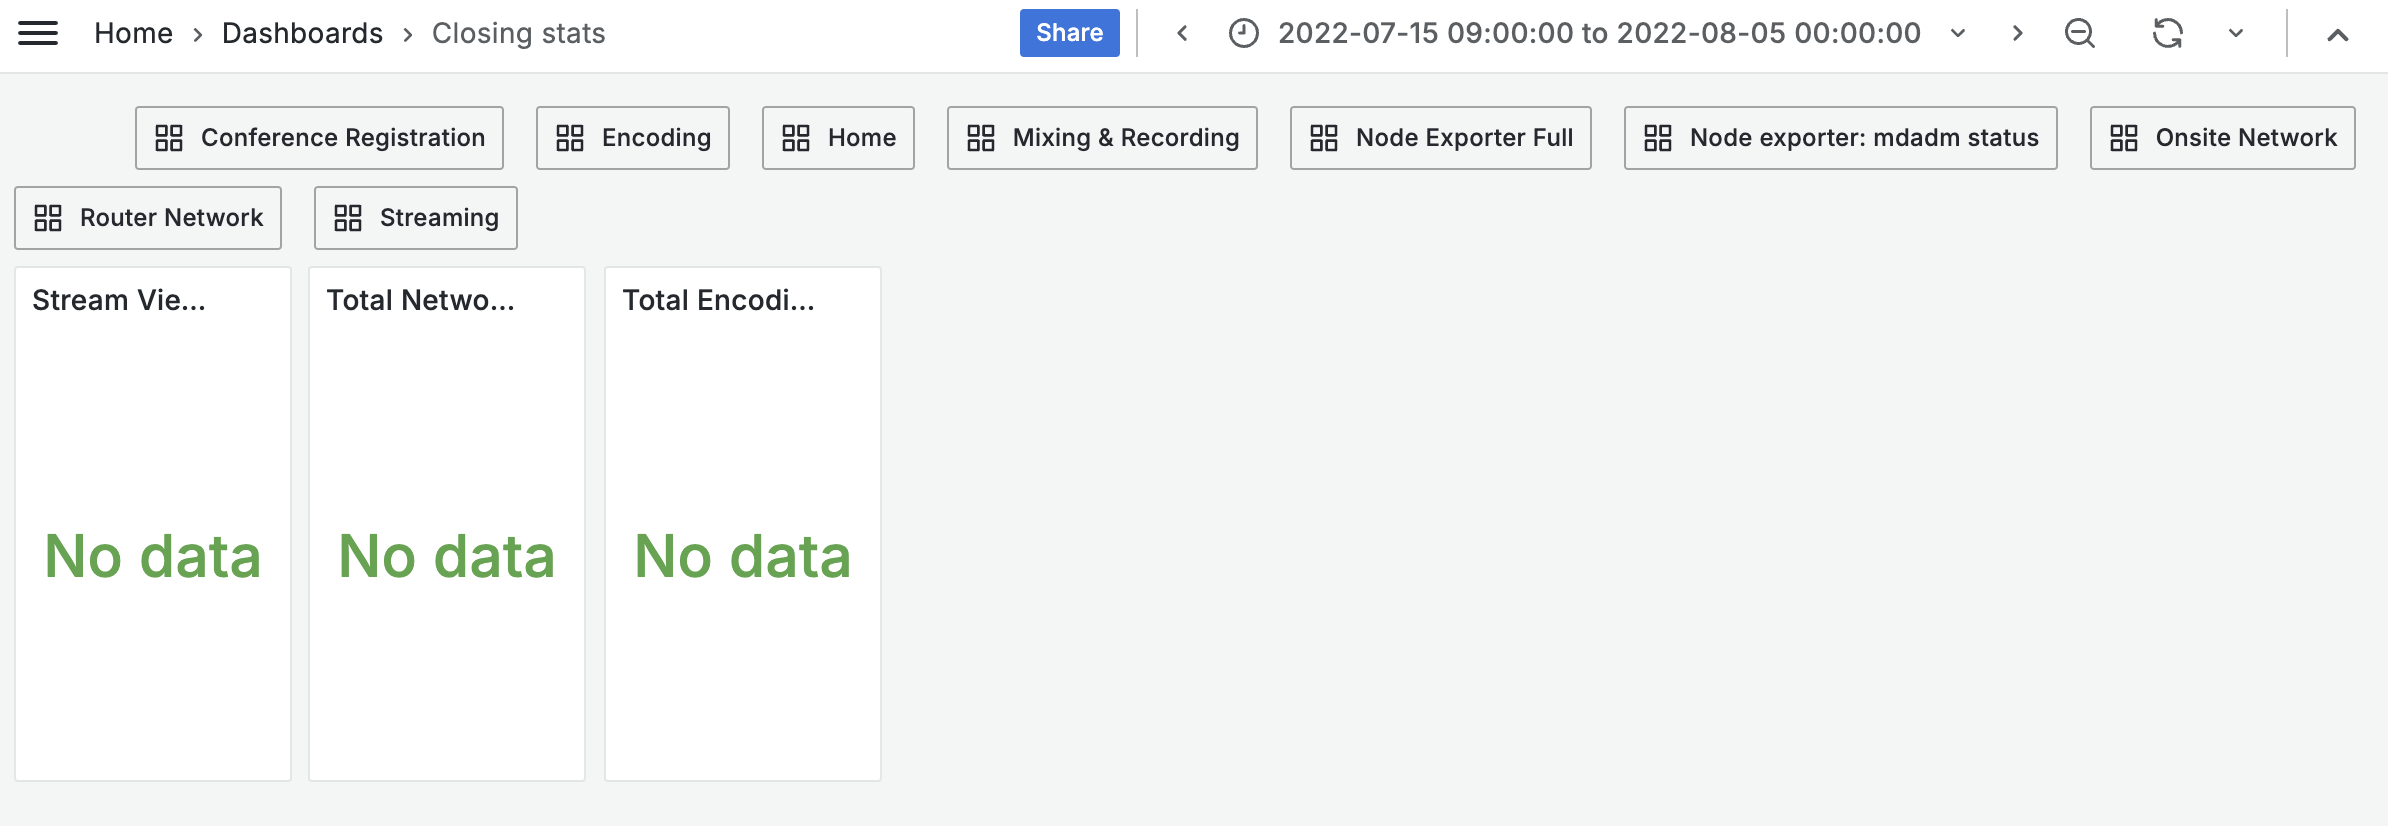 Home › Dashboards › Closing stats Share 2022-07-15 09:00:00 to 2022-08-05 00:00:00
Conference Registration Encoding Home Mixing & Recording Node Exporter Full Node exporter: mdadm status Onsite Network
Router Network Streaming
Stream Vie... Total Netwo... Total Encodi...
No data No data No data